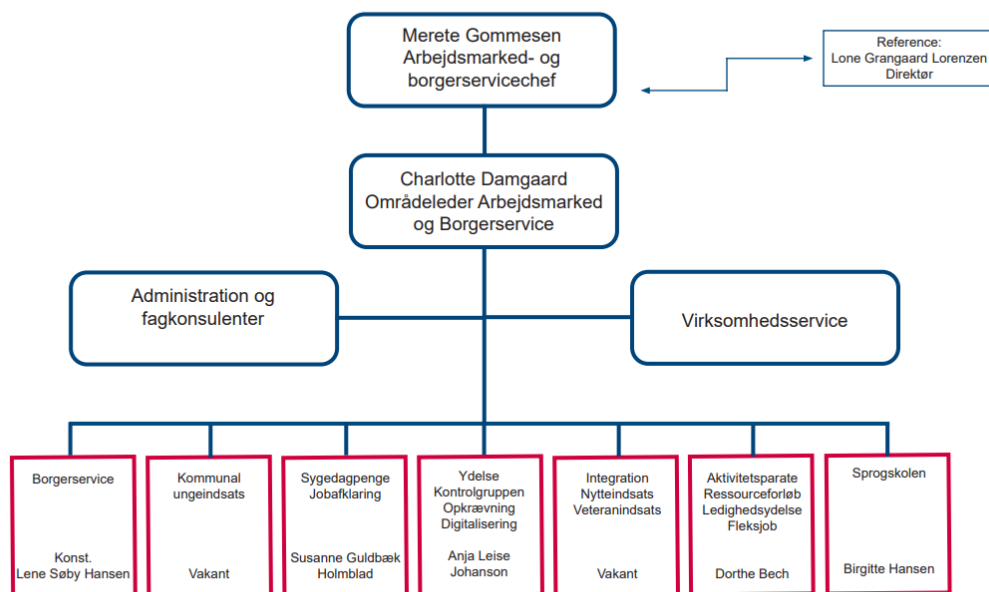 Merete Gommesen
Arbejdsmarked- og
borgerservicechef
Reference:
Lone Grangaard Lorenzen
Direktør
Charlotte Damgaard
Områdeleder Arbejdsmarked
og Borgerservice
Administration og
fagkonsulenter
Virksomhedsservice
Borgerservice
Konst.
Lene Søby Hansen
Kommunal
ungeindsats
Vakant
Sygedagpenge
Jobafklaring
Susanne Guldbæk
Holmblad
Ydelse
Kontrolgruppen
Opkrævning
Digitalisering
Anja Leise
Johanson
Integration
Nytteindsats
Veteranindsats
Vakant
Aktivitetsparate
Ressourceforløb
Ledighedsydelse
Fleksjob
Dorthe Bech
Sprogskolen
Birgitte Hansen